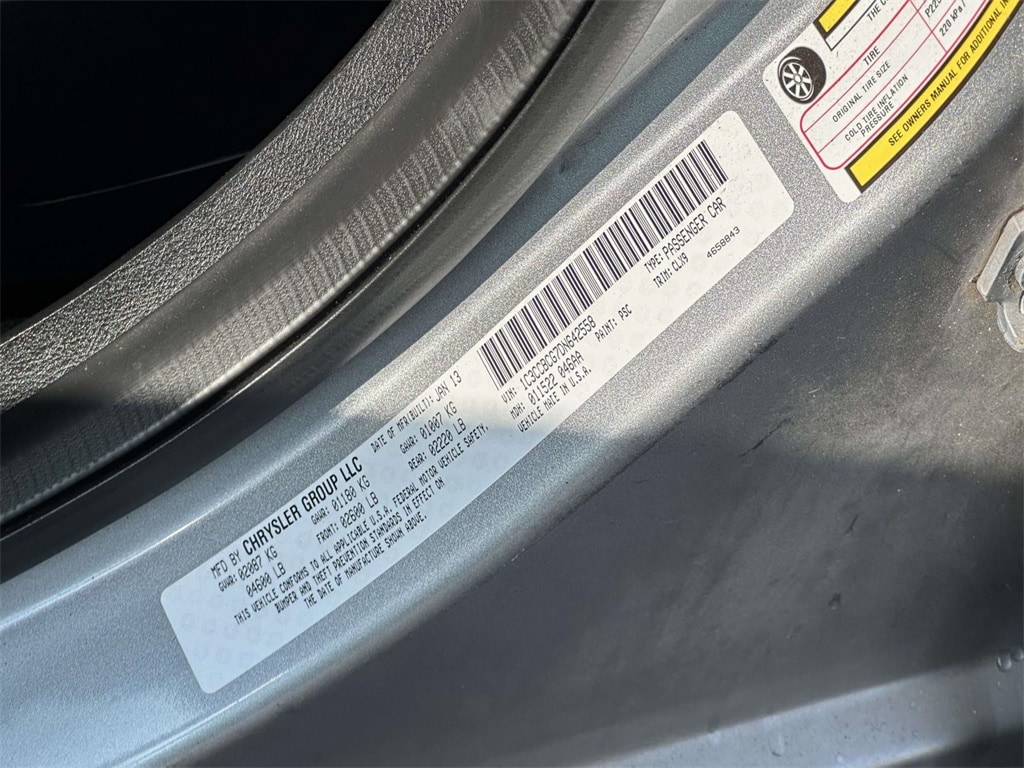 MFD BY CHRYSLER GROUP LLC
DATE OF MFR(BUILT): JAN 13
GVWR: 02087 KG
GAWR: 01180 KG
GAWR: 01007 KG
04600 LB
FRONT: 02600 LB
REAR: 02220 LB
THIS VEHICLE CONFORMS TO ALL APPLICABLE U.S.A. FEDERAL MOTOR VEHICLE SAFETY,
BUMPER AND THEFT PREVENTION STANDARDS IN EFFECT ON
THE DATE OF MANUFACTURE SHOWN ABOVE.
VIN: 1C3CCBCG7DN6A2558
TYPE: PASSENGER CAR
MDH: 011522 046AA
PAINT: PSC
TRIM: CLX9
VEHICLE MADE IN U.S.A.
4658843
TIRE
ORIGINAL TIRE SIZE
COLD TIRE INFLATION
PRESSURE
220 kPa
SEE OWNERS MANUAL FOR ADDITIONAL